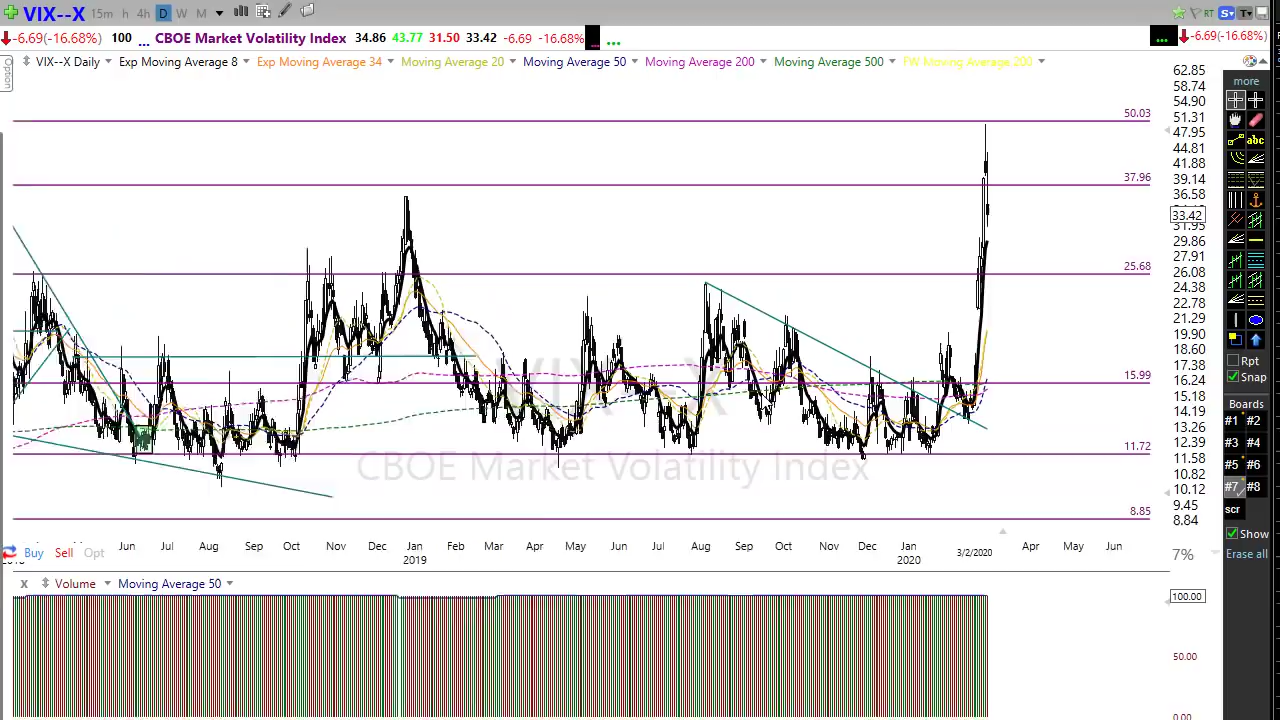 VIX--X 15m h 4h D W M RT S T -6.69(-16.68%)
-6.69(-16.68%) 100 ... CBOE Market Volatility Index 34.86 43.77 31.50 33.42 -6.69 -16.68% ... ...
Option
VIX--X Daily Exp Moving Average 8 Exp Moving Average 34 Moving Average 20 Moving Average 50 Moving Average 200 Moving Average 500 FW Moving Average 200
more
62.85
58.74
54.90
51.31
47.95
44.81
41.88
39.14
36.58
33.42
31.95
29.86
27.91
26.08
24.38
22.78
21.29
19.90
18.60
17.38
16.24
15.18
14.19
13.26
12.39
11.58
10.82
10.12
9.45
8.84
50.03
37.96
25.68
15.99
11.72
8.85
VIX--X
CBOE Market Volatility Index
abc
Rpt
Snap
Boards
#1 #2
#3 #4
#5 #6
#7 #8
scr
Show
Erase all
Jun Jul Aug Sep Oct Nov Dec Jan Feb Mar Apr May Jun Jul Aug Sep Oct Nov Dec Jan 3/2/2020 Apr May Jun
2019 2020
Buy Sell Opt
7%
x Volume Moving Average 50
100.00
50.00
0.00